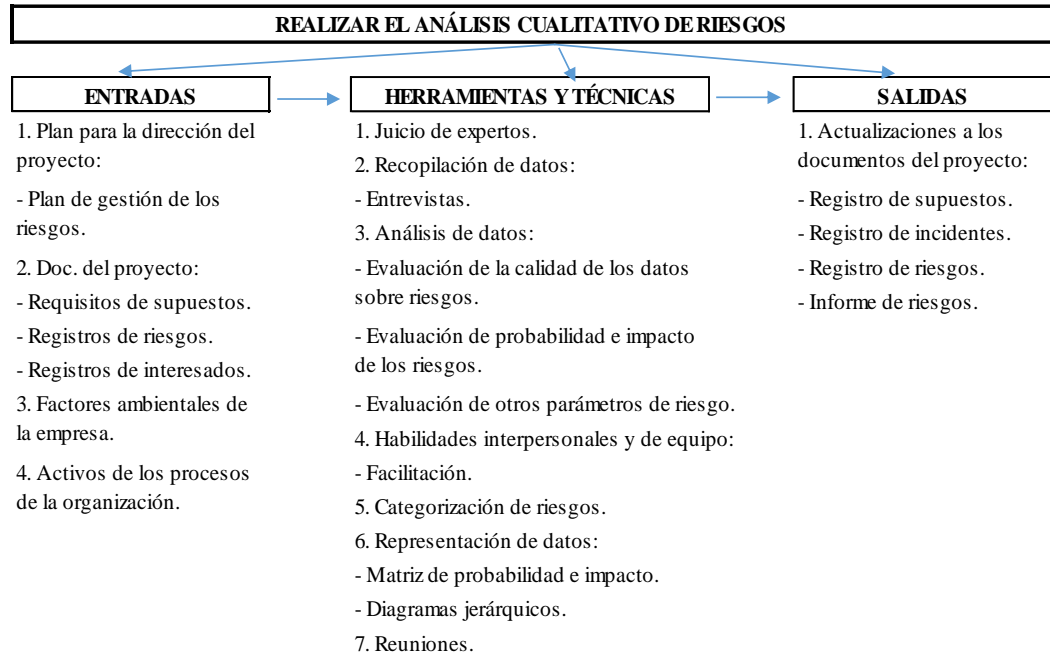 REALIZAR EL ANÁLISIS CUALITATIVO DE RIESGOS
ENTRADAS
1. Plan para la dirección del
proyecto:
- Plan de gestión de los
riesgos.
2. Doc. del proyecto:
- Requisitos de supuestos.
- Registros de riesgos.
- Registros de interesados.
3. Factores ambientales de
la empresa.
4. Activos de los procesos
de la organización.
HERRAMIENTAS Y TÉCNICAS
1. Juicio de expertos.
2. Recopilación de datos:
- Entrevistas.
3. Análisis de datos:
- Evaluación de la calidad de los datos
sobre riesgos.
- Evaluación de probabilidad e impacto
de los riesgos.
- Evaluación de otros parámetros de riesgo.
4. Habilidades interpersonales y de equipo:
- Facilitación.
5. Categorización de riesgos.
6. Representación de datos:
- Matriz de probabilidad e impacto.
- Diagramas jerárquicos.
7. Reuniones.
SALIDAS
1. Actualizaciones a los
documentos del proyecto:
- Registro de supuestos.
- Registro de incidentes.
- Registro de riesgos.
- Informe de riesgos.